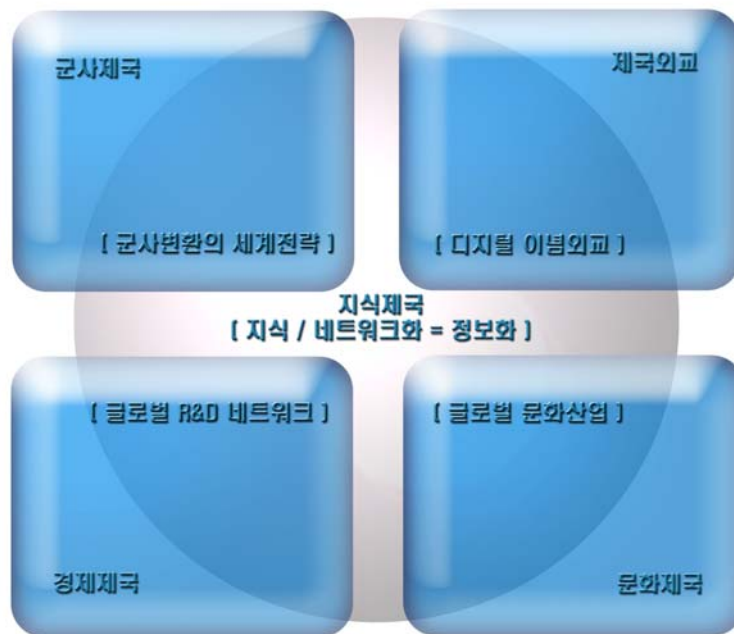 군사제국
제국외교
[ 군사변환의 세계전략 ]
[ 디지털 이념외교 ]
지식제국
[ 지식 / 네트워크화 = 정보화 ]
[ 글로벌 R&D 네트워크 ]
[ 글로벌 문화산업 ]
경제제국
문화제국